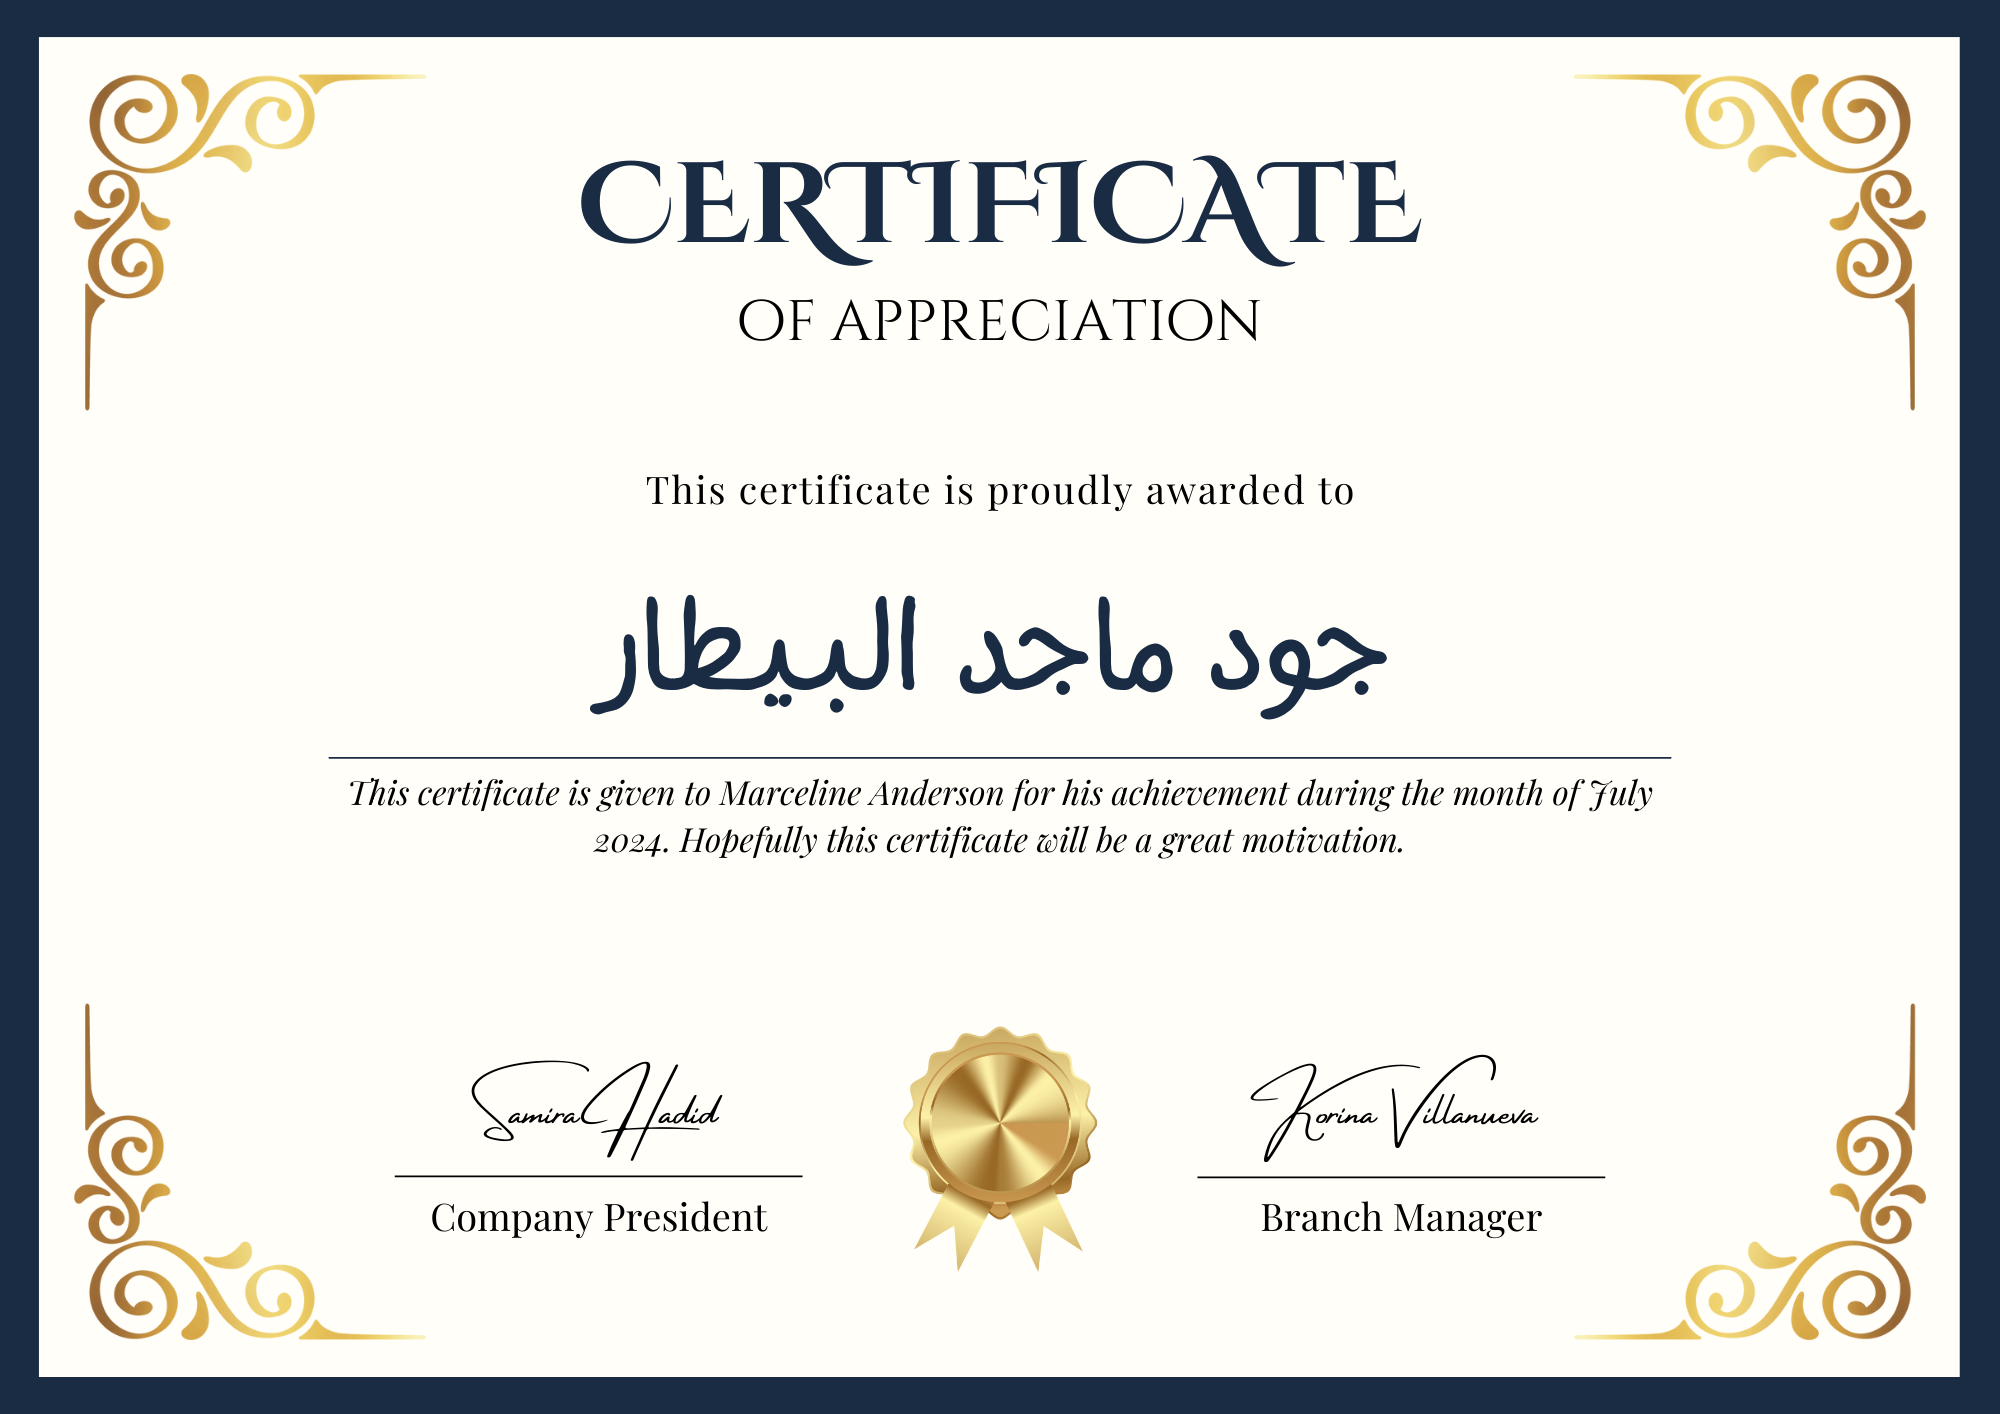 CERTIFICATE
OF APPRECIATION
This certificate is proudly awarded to
جود ماجد البيطار
This certificate is given to Marceline Anderson for his achievement during the month of July
2024. Hopefully this certificate will be a great motivation.
Samira Hadid
Korina Villanueva
Company President
Branch Manager